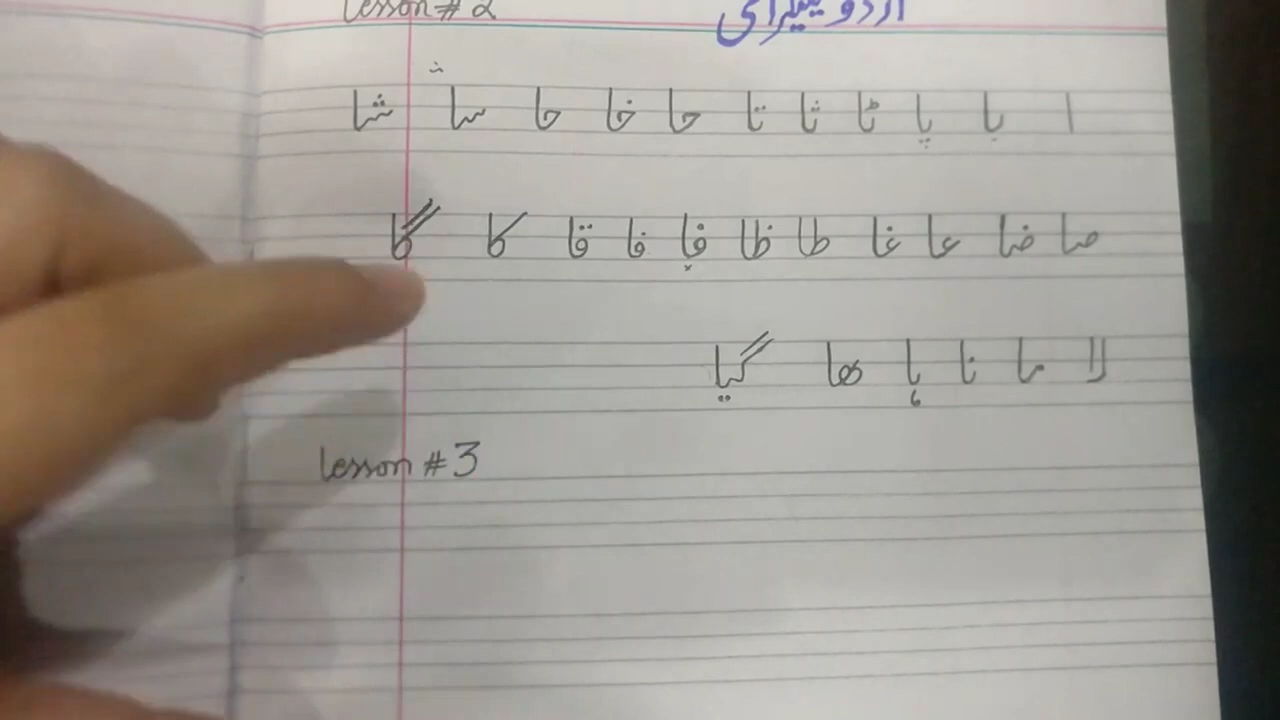 lesson # 2
اردو
ا با پا ٹا ثا تا حا خا حا سا شا
صا ضا عا غا طا ظا فا فا قا کا گا
لا ما نا ہا ھا گیا
lesson # 3